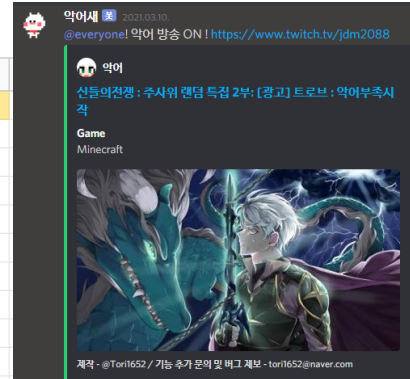 악어새 봇 2021.03.10.
@everyone! 악어 방송 ON ! https://www.twitch.tv/jdm2088
악어
신들의전쟁 : 주사위 랜덤 특집 2부: [광고] 트로브 : 악어부족시
작
Game
Minecraft
제작 - @Tori1652 / 기능 추가 문의 및 버그 제보 - tori1652@naver.com